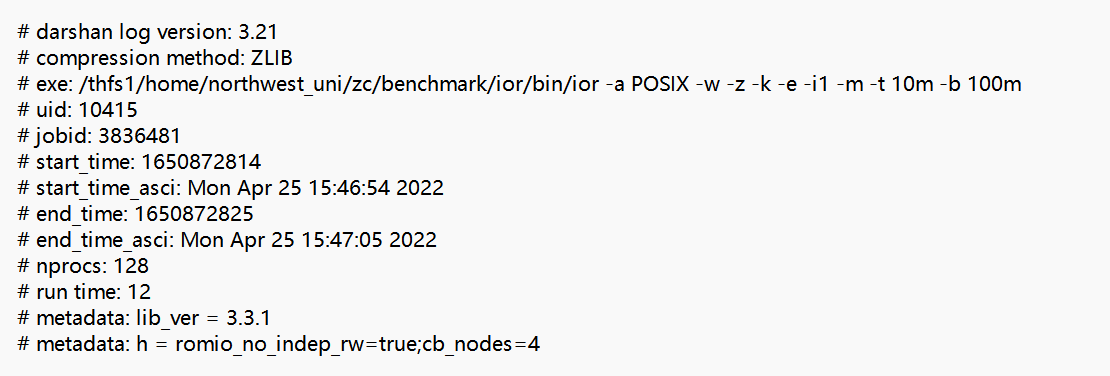 # darshan log version: 3.21
# compression method: ZLIB
# exe: /thfs1/home/northwest_uni/zc/benchmark/ior/bin/ior -a POSIX -w -z -k -e -i1 -m -t 10m -b 100m
# uid: 10415
# jobid: 3836481
# start_time: 1650872814
# start_time_asci: Mon Apr 25 15:46:54 2022
# end_time: 1650872825
# end_time_asci: Mon Apr 25 15:47:05 2022
# nprocs: 128
# run time: 12
# metadata: lib_ver = 3.3.1
# metadata: h = romio_no_indep_rw=true;cb_nodes=4